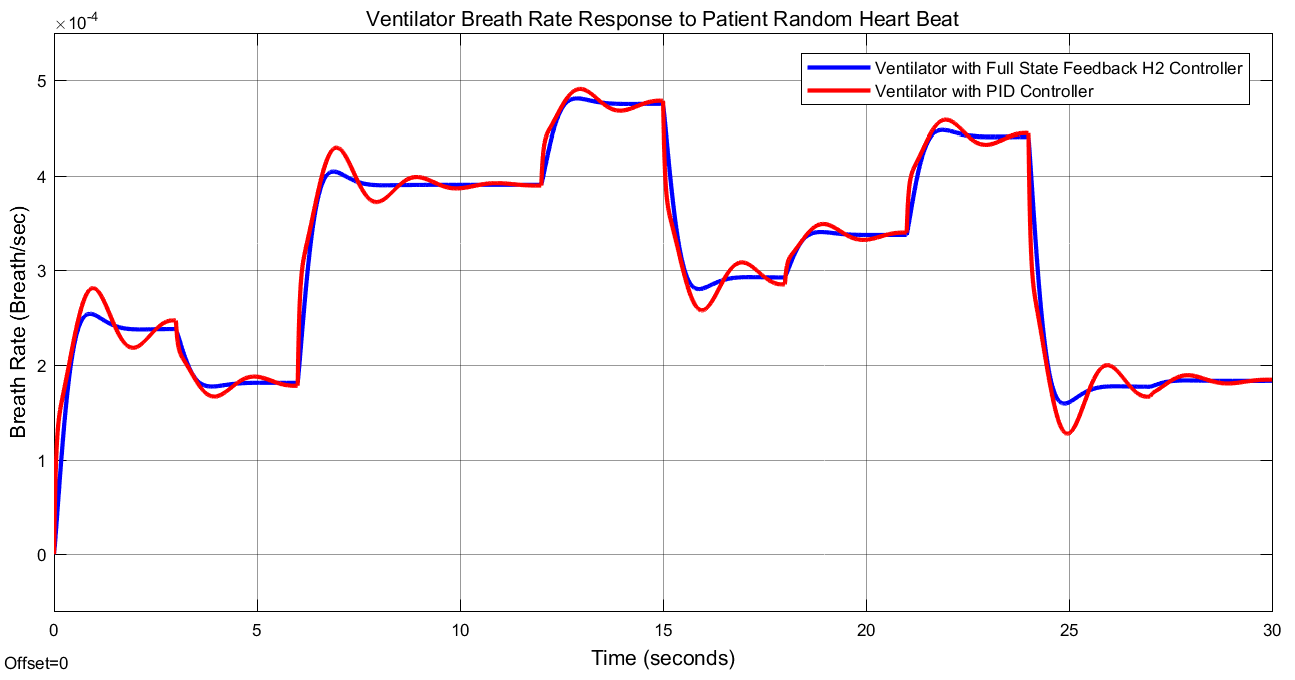 Ventilator Breath Rate Response to Patient Random Heart Beat
×10⁻⁴
Ventilator with Full State Feedback H2 Controller
Ventilator with PID Controller
Breath Rate (Breath/sec)
5
4
3
2
1
0
0 5 10 15 20 25 30
Time (seconds)
Offset=0